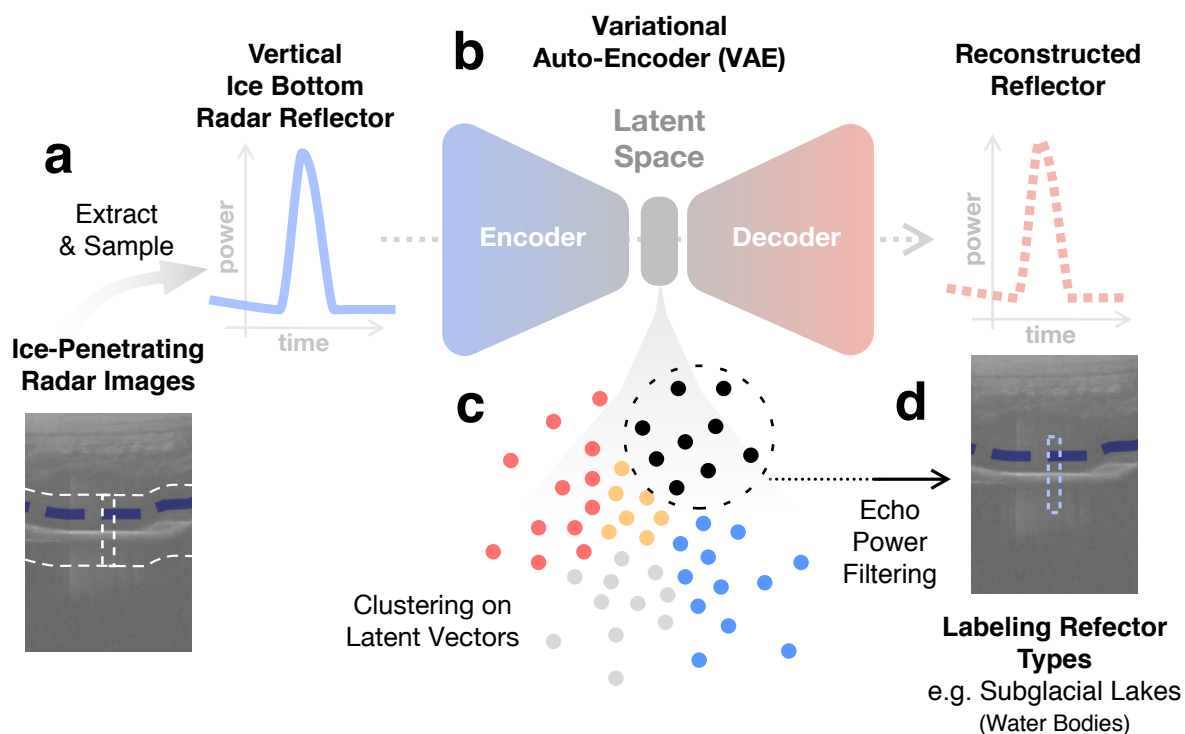 a
Vertical
Ice Bottom
Radar Reflector
Extract
& Sample
power
time
Ice-Penetrating
Radar Images
b
Variational
Auto-Encoder (VAE)
Latent
Space
Encoder
Decoder
Reconstructed
Reflector
power
time
c
Clustering on
Latent Vectors
Echo
Power
Filtering
d
Labeling Refector
Types
e.g. Subglacial Lakes
(Water Bodies)